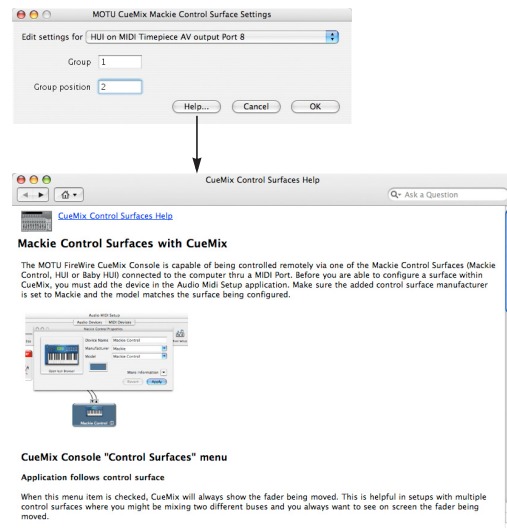 MOTU CueMix Mackie Control Surface Settings
Edit settings for HUI on MIDI Timepiece AV output Port 8
Group 1
Group position 2
Help... Cancel OK
CueMix Control Surfaces Help
Ask a Question
CueMix Control Surfaces Help
Mackie Control Surfaces with CueMix
The MOTU FireWire CueMix Console is capable of being controlled remotely via one of the Mackie Control Surfaces (Mackie
Control, HUI or Baby HUI) connected to the computer thru a MIDI Port. Before you are able to configure a surface within
CueMix, you must add the device in the Audio Midi Setup application. Make sure the added control surface manufacturer
is set to Mackie and the model matches the surface being configured.
Audio MIDI Setup
Audio Devices MIDI Devices
Mackie Control Properties
Device Name: Mackie Control
Manufacturer: Mackie
Model: Mackie Control
More Information
Revert Apply
Mackie Control
CueMix Console "Control Surfaces" menu
Application follows control surface
When this menu item is checked, CueMix will always show the fader being moved. This is helpful in setups with multiple
control surfaces where you might be mixing two different buses and you always want to see on screen the fader being
moved.